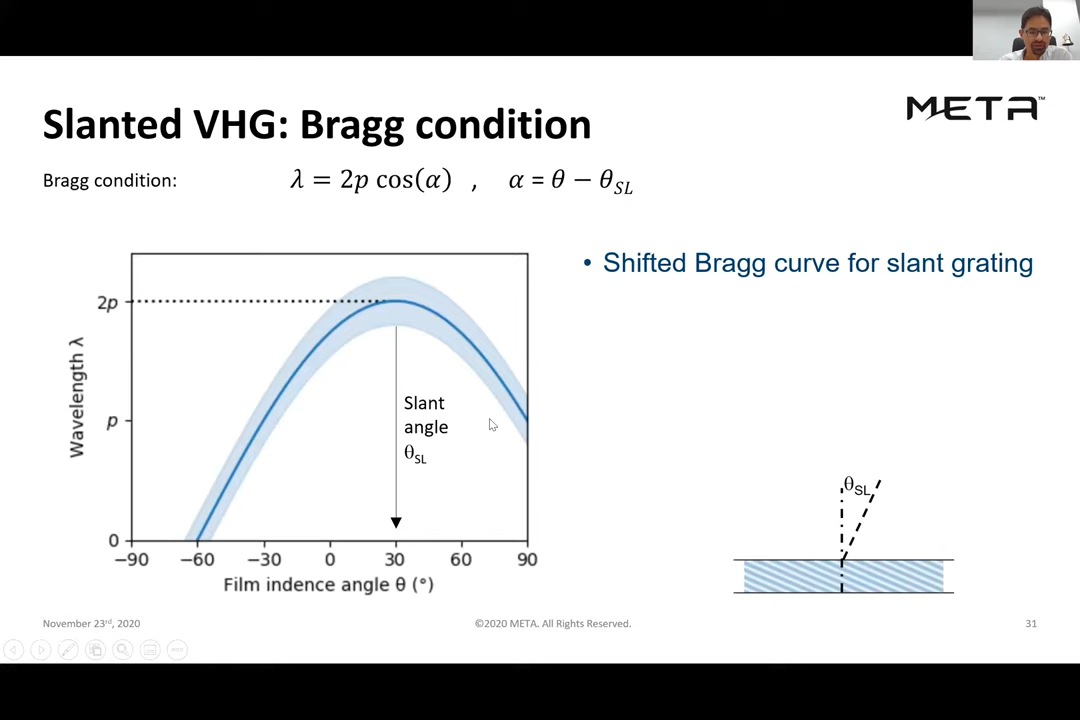 Slanted VHG: Bragg condition
META™
Bragg condition:
λ = 2p cos(α) , α = θ − θSL
• Shifted Bragg curve for slant grating
Wavelength λ
2p
p
0
Slant
angle
θSL
−90 −60 −30 0 30 60 90
Film indence angle θ (°)
θSL
November 23rd, 2020
©2020 META. All Rights Reserved.
31